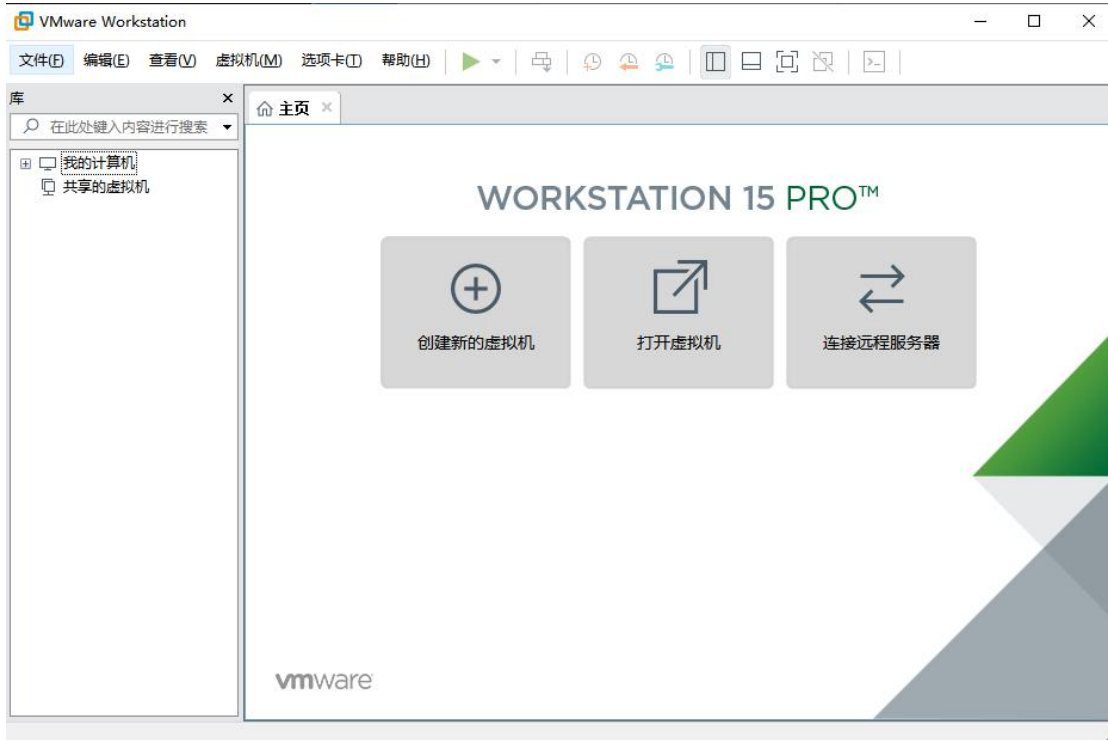 VMware Workstation
文件(F) 编辑(E) 查看(V) 虚拟机(M) 选项卡(T) 帮助(H)
库
主页
在此处键入内容进行搜索
我的计算机
共享的虚拟机
WORKSTATION 15 PRO™
创建新的虚拟机 打开虚拟机 连接远程服务器
vmware